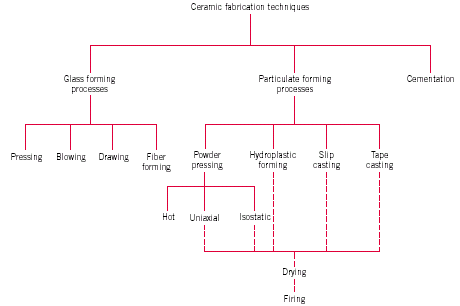 Ceramic fabrication techniques
Glass forming
processes
Particulate forming
processes
Cementation
Pressing
Blowing
Drawing
Fiber
forming
Powder
pressing
Hydroplastic
forming
Slip
casting
Tape
casting
Hot
Uniaxial
Isostatic
Drying
Firing